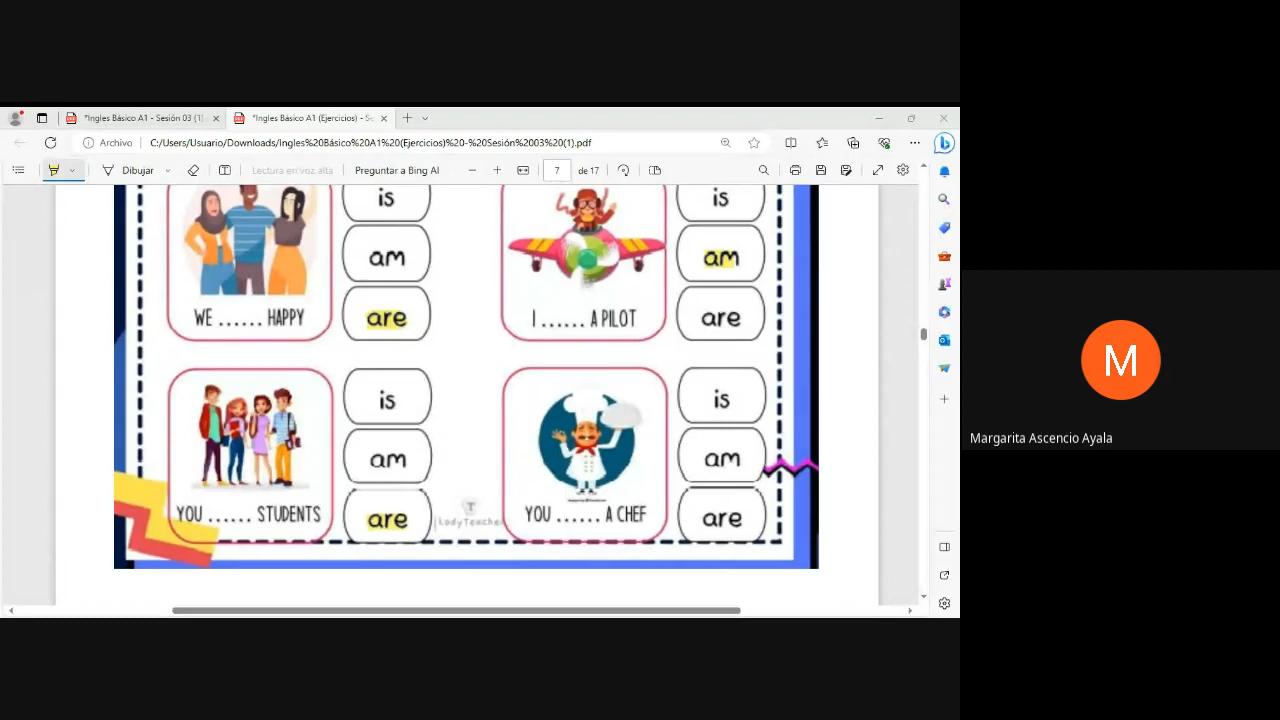 *Ingles Básico A1 - Sesión 03 (1)
*Ingles Básico A1 (Ejercicios) - Se
Archivo
C:/Users/Usuario/Downloads/Ingles%20Básico%20A1%20(Ejercicios)%20-%20Sesión%2003%20(1).pdf
Dibujar
Lectura en voz alta
Preguntar a Bing AI
7
de 17
is
am
are
WE ...... HAPPY
is
am
are
I ...... A PILOT
is
am
are
YOU ...... STUDENTS
T
LadyTeacher
is
am
are
YOU ...... A CHEF
M
Margarita Ascencio Ayala